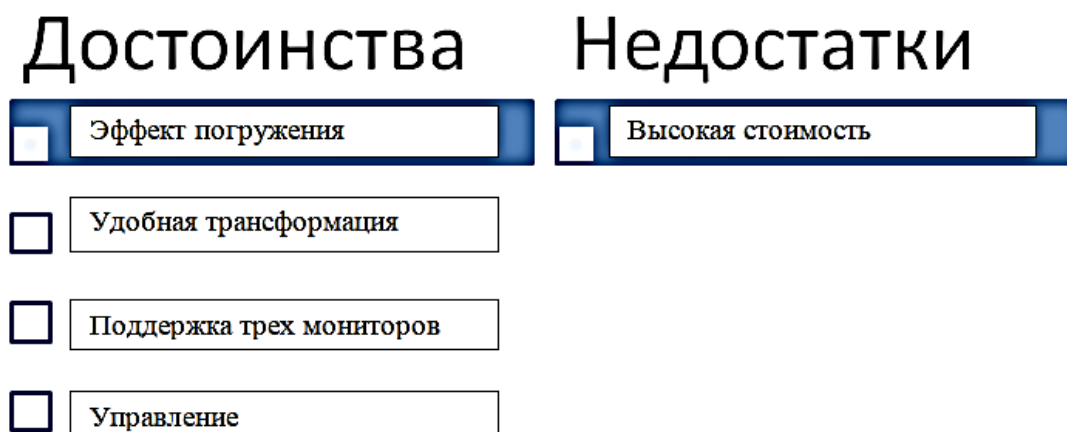 Достоинства
Недостатки
Эффект погружения
Высокая стоимость
Удобная трансформация
Поддержка трех мониторов
Управление